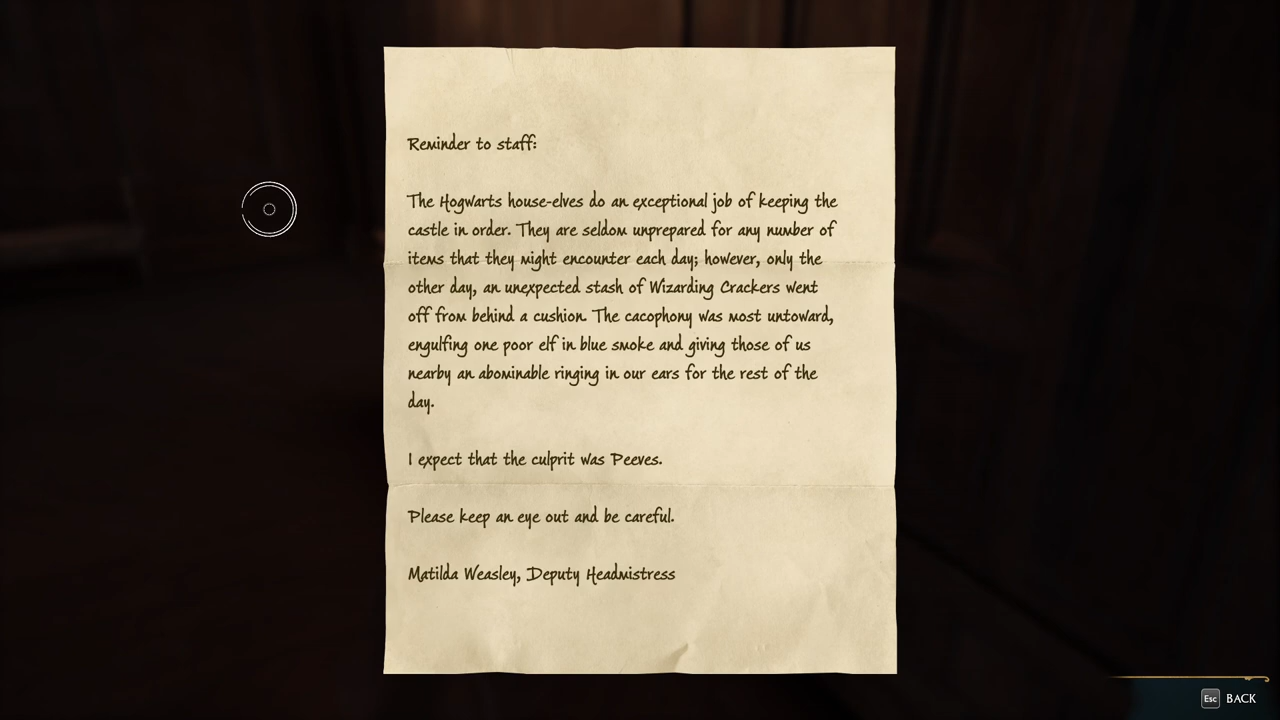 Reminder to staff:
The Hogwarts house-elves do an exceptional job of keeping the
castle in order. They are seldom unprepared for any number of
items that they might encounter each day; however, only the
other day, an unexpected stash of Wizarding Crackers went
off from behind a cushion. The cacophony was most untoward,
engulfing one poor elf in blue smoke and giving those of us
nearby an abominable ringing in our ears for the rest of the
day.
I expect that the culprit was Peeves.
Please keep an eye out and be careful.
Matilda Weasley, Deputy Headmistress
Esc BACK